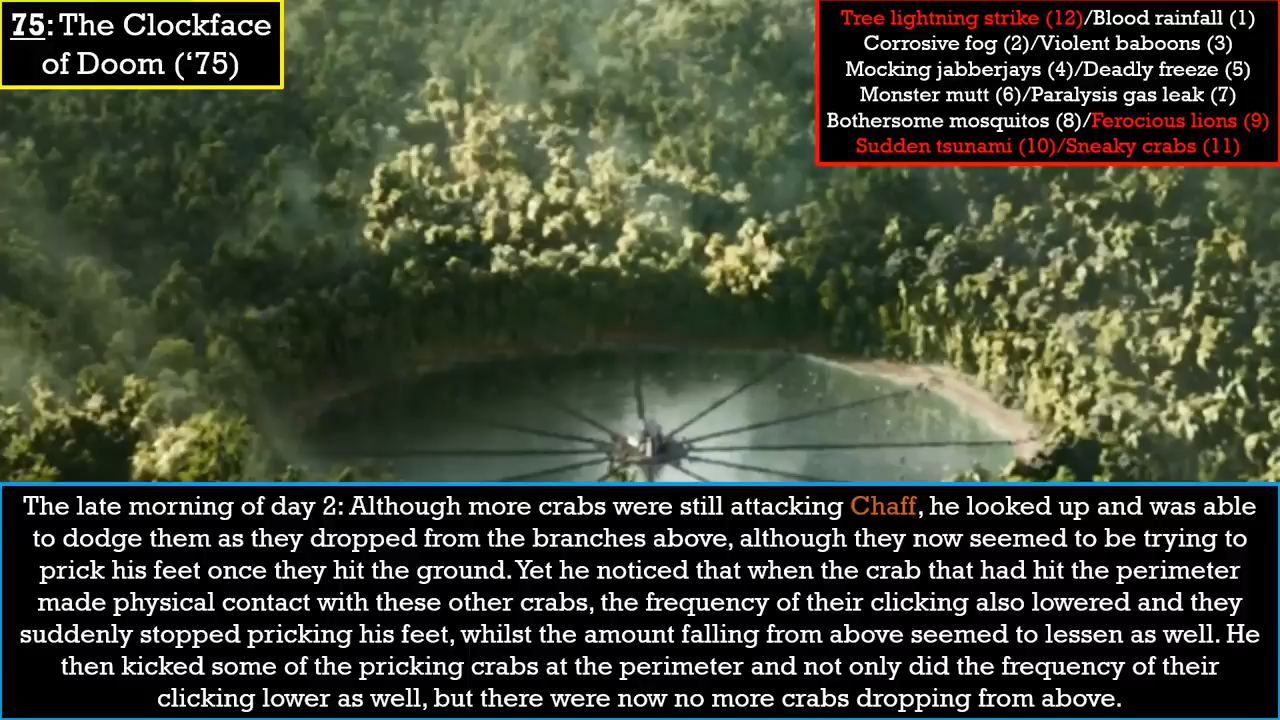 75: The Clockface
of Doom (‘75)
Tree lightning strike (12)/Blood rainfall (1)
Corrosive fog (2)/Violent baboons (3)
Mocking jabberjays (4)/Deadly freeze (5)
Monster mutt (6)/Paralysis gas leak (7)
Bothersome mosquitos (8)/Ferocious lions (9)
Sudden tsunami (10)/Sneaky crabs (11)
The late morning of day 2: Although more crabs were still attacking Chaff, he looked up and was able
to dodge them as they dropped from the branches above, although they now seemed to be trying to
prick his feet once they hit the ground. Yet he noticed that when the crab that had hit the perimeter
made physical contact with these other crabs, the frequency of their clicking also lowered and they
suddenly stopped pricking his feet, whilst the amount falling from above seemed to lessen as well. He
then kicked some of the pricking crabs at the perimeter and not only did the frequency of their
clicking lower as well, but there were now no more crabs dropping from above.